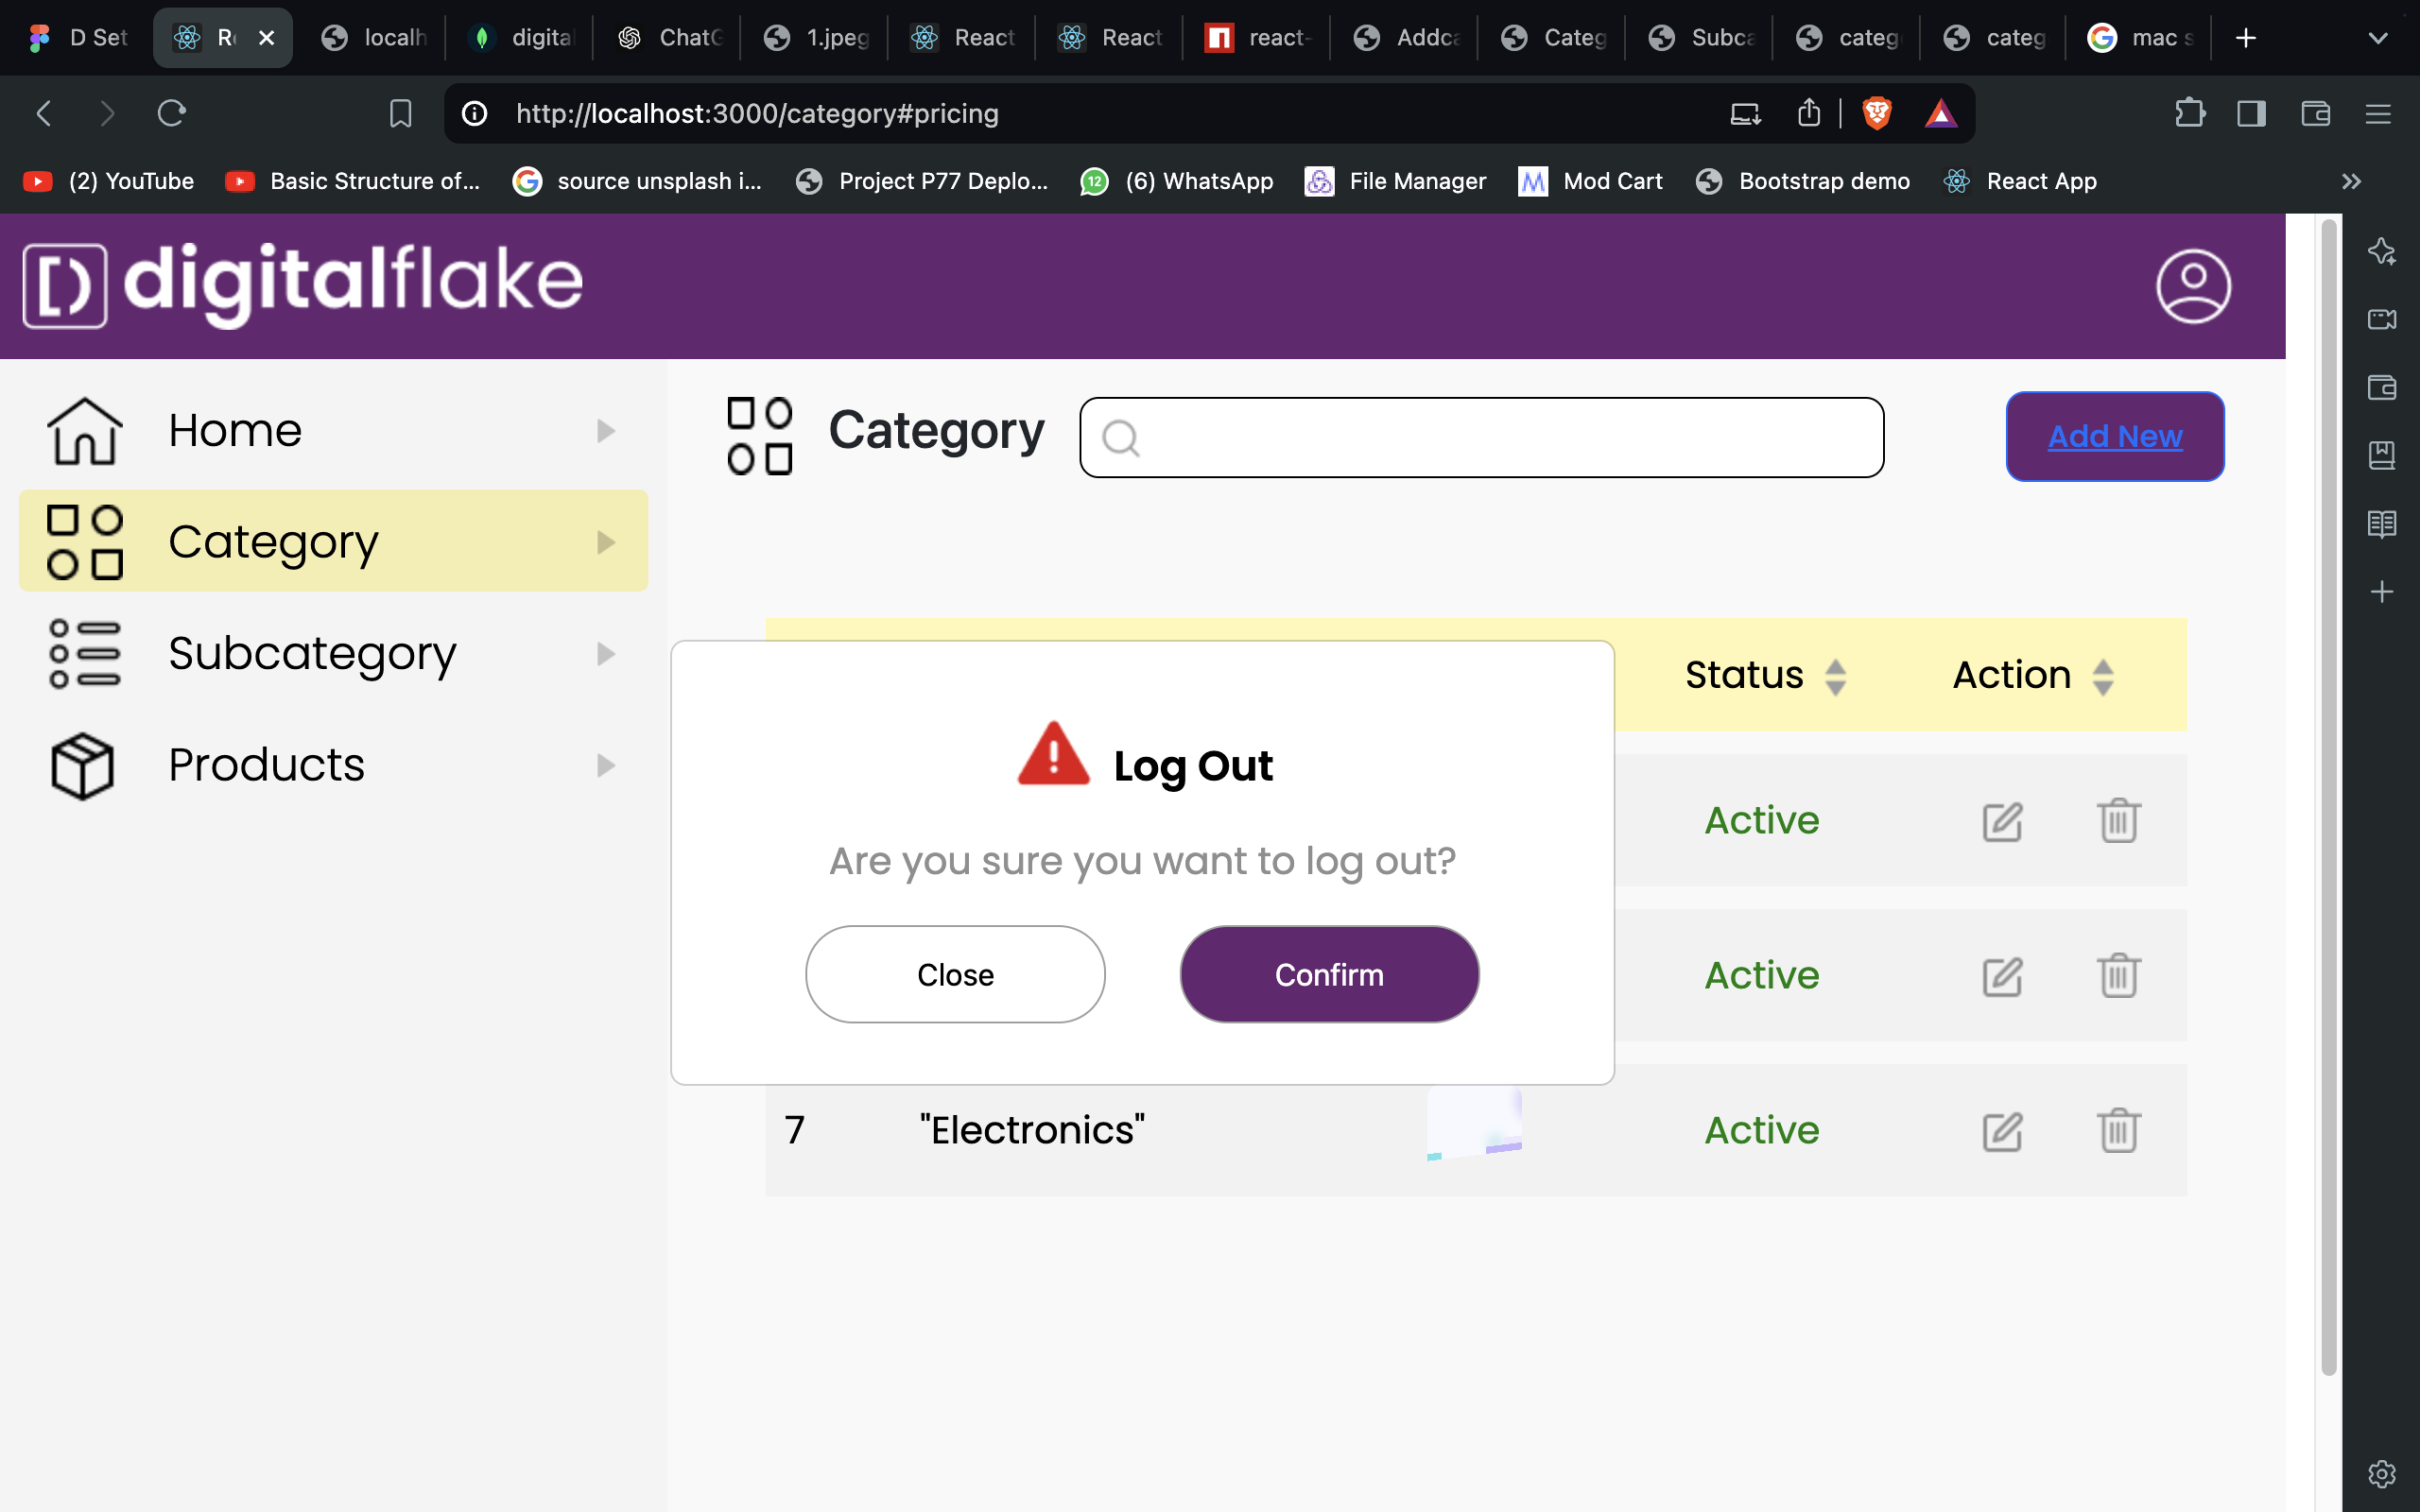 D Set
localh
digital
ChatG
1.jpeg
React
React
react-
Addca
Categ
Subca
categ
categ
mac s
http://localhost:3000/category#pricing
(2) YouTube
Basic Structure of...
source unsplash i...
Project P77 Deplo...
12
(6) WhatsApp
File Manager
Mod Cart
Bootstrap demo
React App
digitalflake
Home
Category
Subcategory
Products
Category
Add New
Status
Action
Log Out
Are you sure you want to log out?
Close
Confirm
Active
Active
7 "Electronics" Active